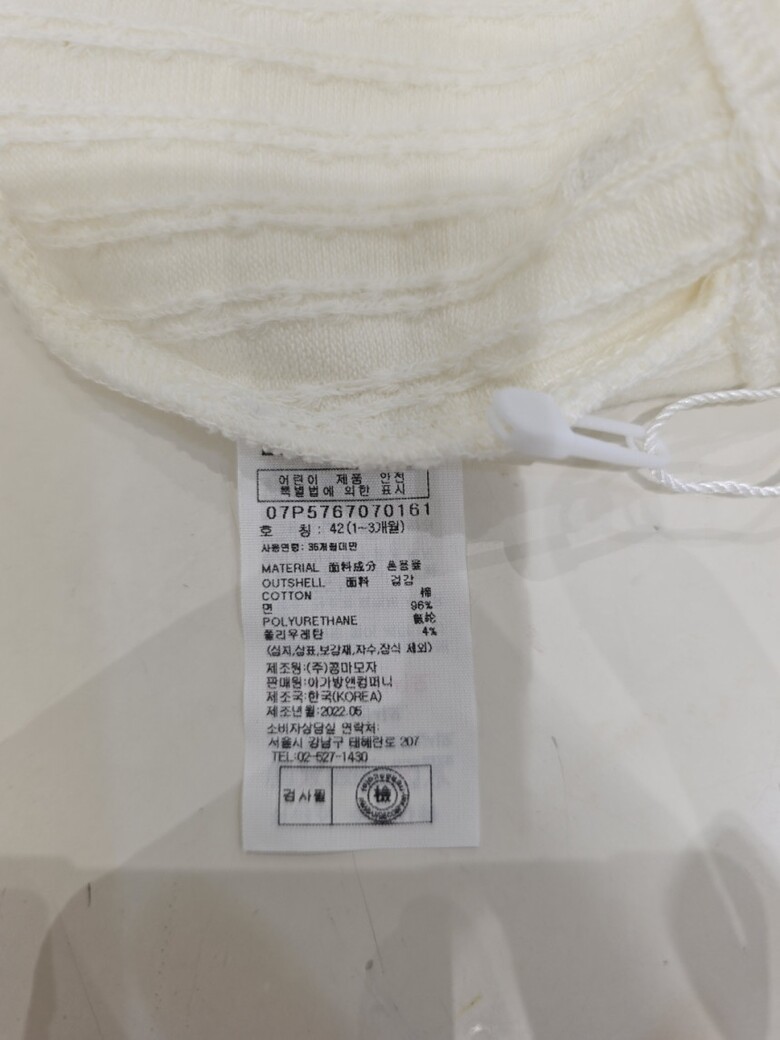 어린이 제품 안전
특별법에 의한 표시
07P5767070161
호 칭 : 42(1~3개월)
사용연령: 36개월미만
MATERIAL 面料成分 혼용율
OUTSHELL 面料 겉감
COTTON 棉
면 96%
POLYURETHANE 氨纶
폴리우레탄 4%
(심지,상표,보강재,자수,장식 제외)
제조원:(주)콩마모자
판매원:아가방앤컴퍼니
제조국:한국(KOREA)
제조년월:2022.05
소비자상담실 연락처:
서울시 강남구 테헤란로 207
TEL:02-527-1430
검사필 檢